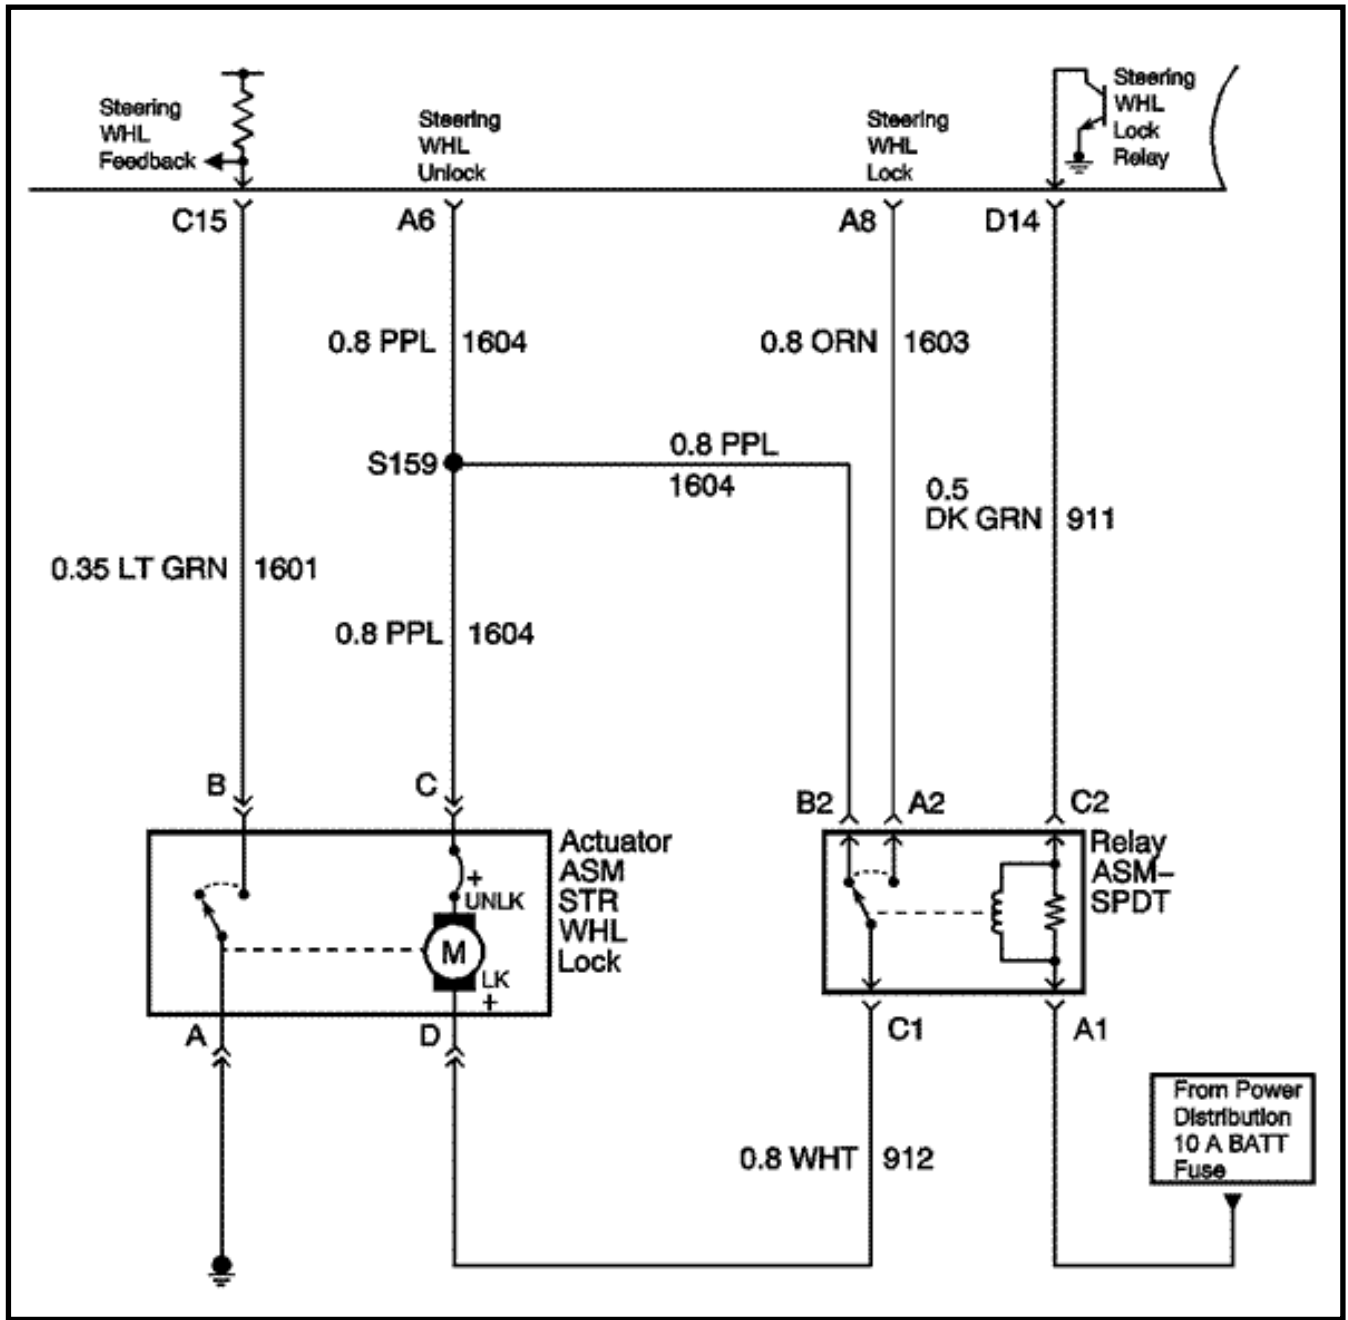 Steering
WHL
Feedback
Steering
WHL
Unlock
Steering
WHL
Lock
Steering
WHL
Lock
Relay
C15
A6
A8
D14
0.8 PPL 1604
0.8 ORN 1603
S159
0.8 PPL
1604
0.5
DK GRN 911
0.35 LT GRN 1601
0.8 PPL 1604
B
C
B2
A2
C2
Actuator
ASM
STR
WHL
Lock
+
UNLK
M
LK
+
Relay
ASM–
SPDT
A
D
C1
A1
0.8 WHT 912
From Power
Distribution
10 A BATT
Fuse